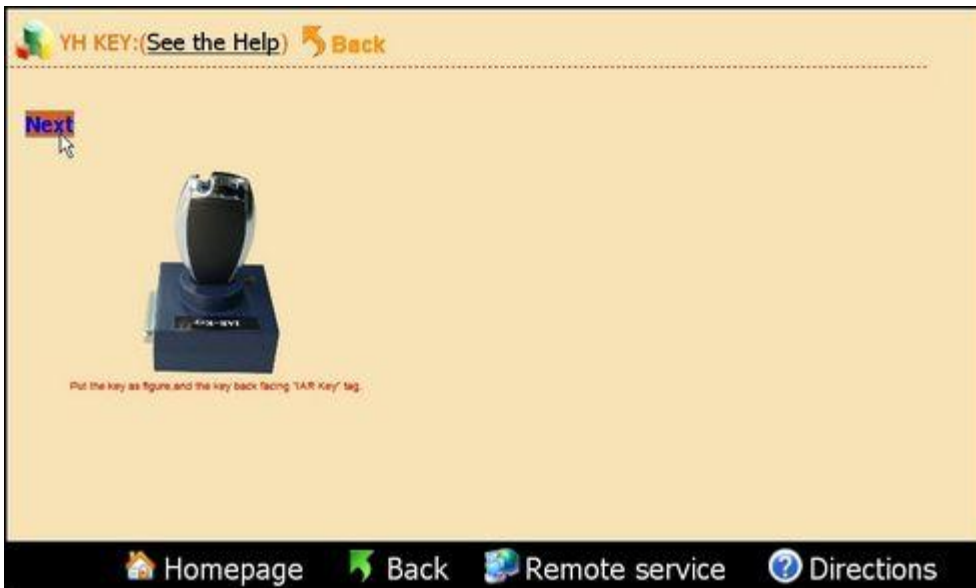 YH KEY:(See the Help) Back
Next
Put the key as figure,and the key back facing "IAR Key" tag.
Homepage Back Remote service Directions